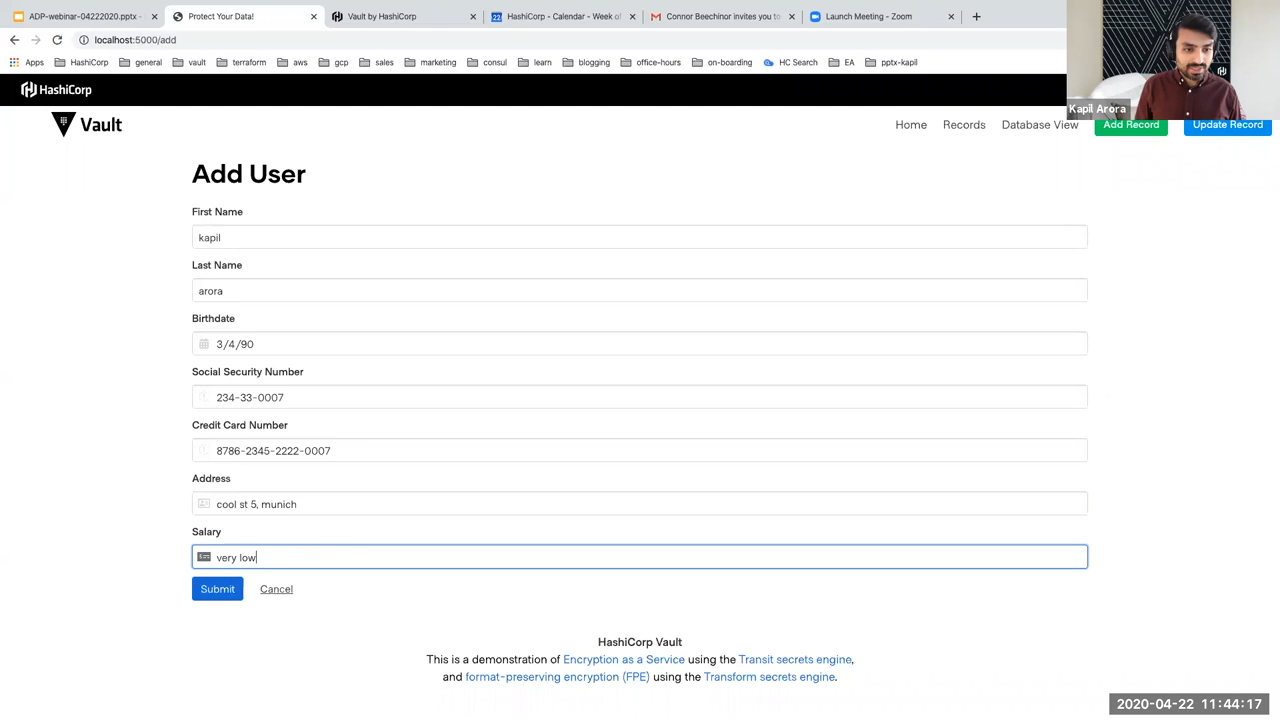 ADP-webinar-04222020.pptx -
Protect Your Data!
Vault by HashiCorp
HashiCorp - Calendar - Week of
Connor Beechinor invites you to
Launch Meeting - Zoom
localhost:5000/add
Apps HashiCorp general vault terraform aws gcp sales marketing consul learn blogging office-hours on-boarding HC Search EA pptx-kapil
HashiCorp
Kapil Arora
Vault
Home Records Database View Add Record Update Record
Add User
First Name
kapil
Last Name
arora
Birthdate
3/4/90
Social Security Number
234-33-0007
Credit Card Number
8786-2345-2222-0007
Address
cool st 5, munich
Salary
very low
Submit Cancel
HashiCorp Vault
This is a demonstration of Encryption as a Service using the Transit secrets engine,
and format-preserving encryption (FPE) using the Transform secrets engine.
2020-04-22 11:44:17